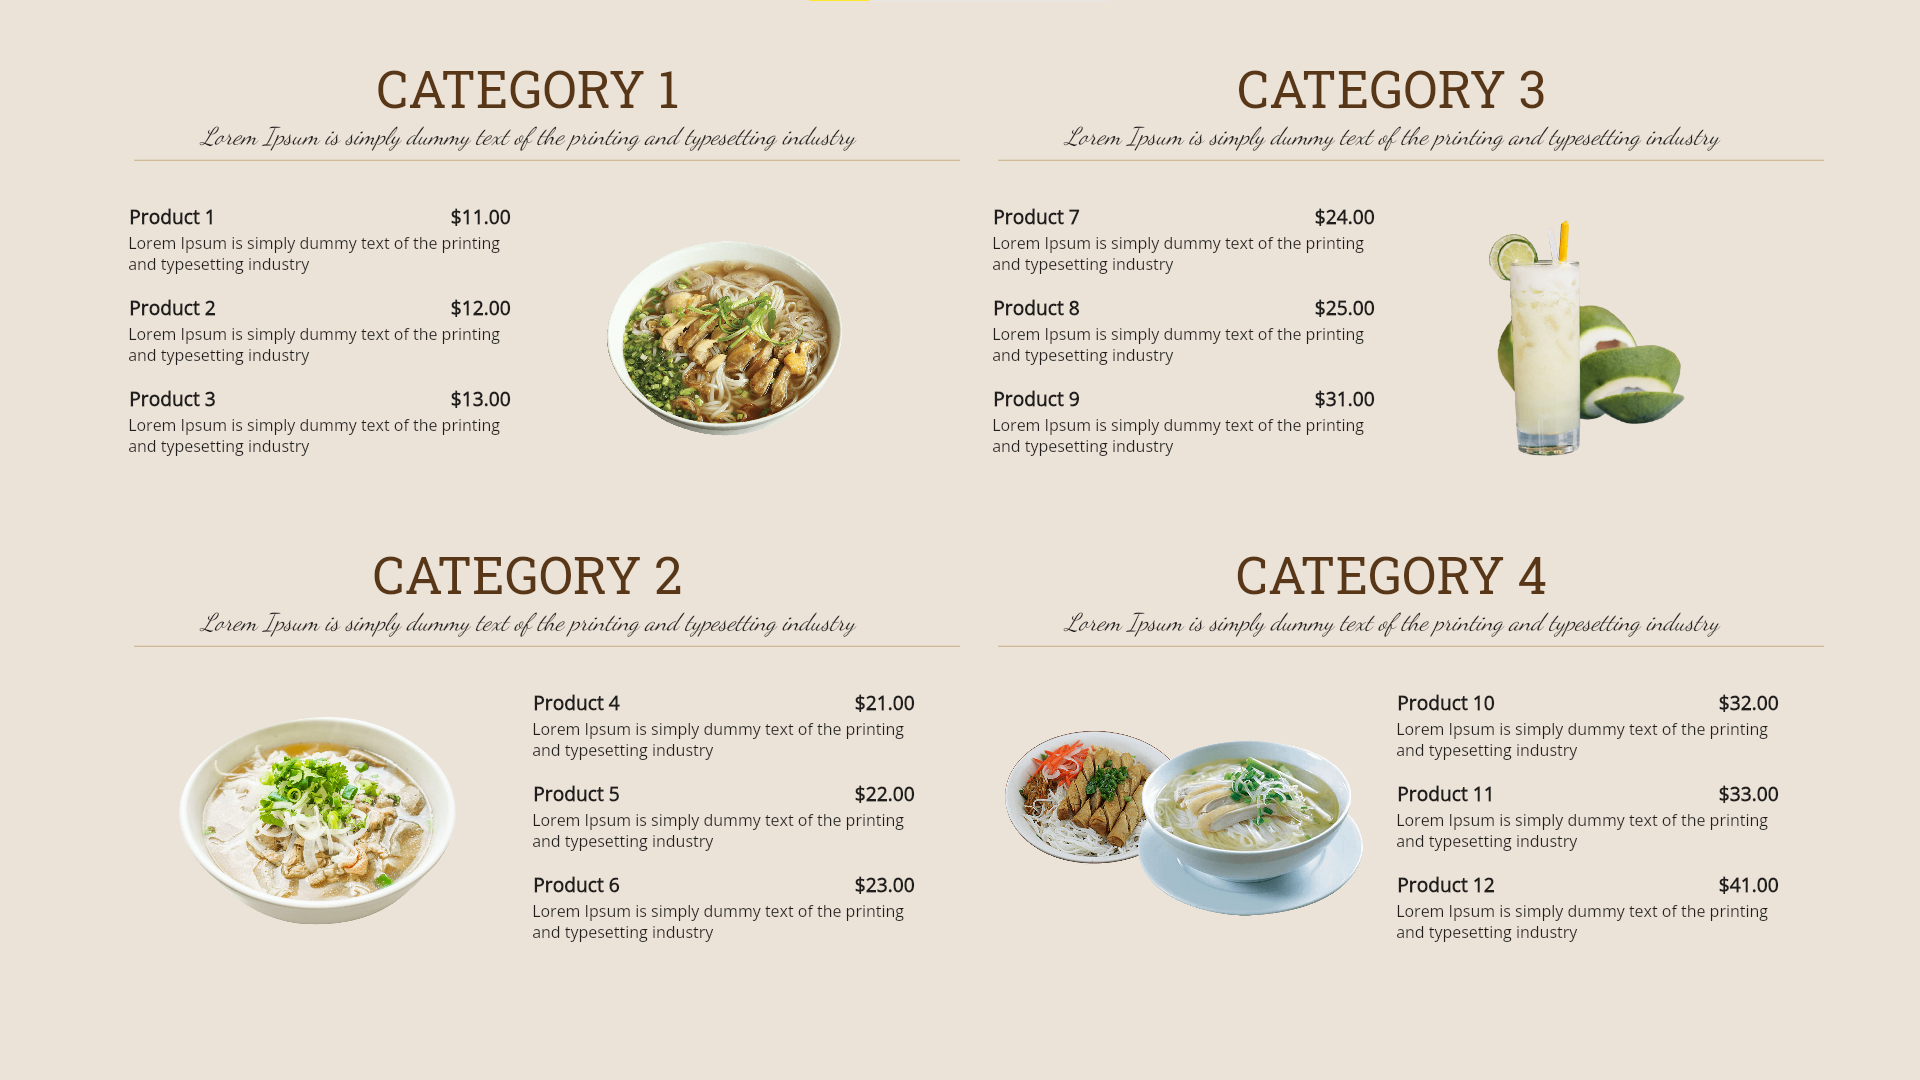 CATEGORY 1
Lorem Ipsum is simply dummy text of the printing and typesetting industry
Product 1 $11.00
Lorem Ipsum is simply dummy text of the printing
and typesetting industry
Product 2 $12.00
Lorem Ipsum is simply dummy text of the printing
and typesetting industry
Product 3 $13.00
Lorem Ipsum is simply dummy text of the printing
and typesetting industry
CATEGORY 2
Lorem Ipsum is simply dummy text of the printing and typesetting industry
Product 4 $21.00
Lorem Ipsum is simply dummy text of the printing
and typesetting industry
Product 5 $22.00
Lorem Ipsum is simply dummy text of the printing
and typesetting industry
Product 6 $23.00
Lorem Ipsum is simply dummy text of the printing
and typesetting industry
CATEGORY 3
Lorem Ipsum is simply dummy text of the printing and typesetting industry
Product 7 $24.00
Lorem Ipsum is simply dummy text of the printing
and typesetting industry
Product 8 $25.00
Lorem Ipsum is simply dummy text of the printing
and typesetting industry
Product 9 $31.00
Lorem Ipsum is simply dummy text of the printing
and typesetting industry
CATEGORY 4
Lorem Ipsum is simply dummy text of the printing and typesetting industry
Product 10 $32.00
Lorem Ipsum is simply dummy text of the printing
and typesetting industry
Product 11 $33.00
Lorem Ipsum is simply dummy text of the printing
and typesetting industry
Product 12 $41.00
Lorem Ipsum is simply dummy text of the printing
and typesetting industry